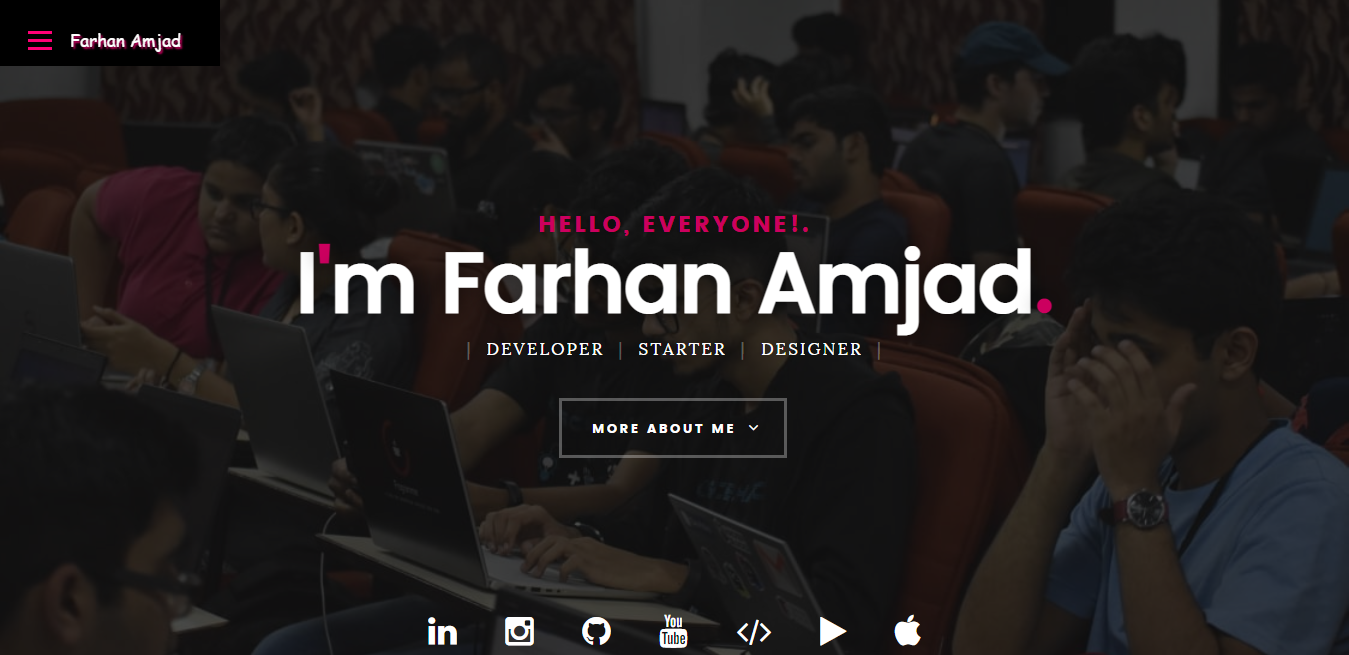 Farhan Amjad
HELLO, EVERYONE!.
I'm Farhan Amjad.
| DEVELOPER | STARTER | DESIGNER |
MORE ABOUT ME
in
You
Tube